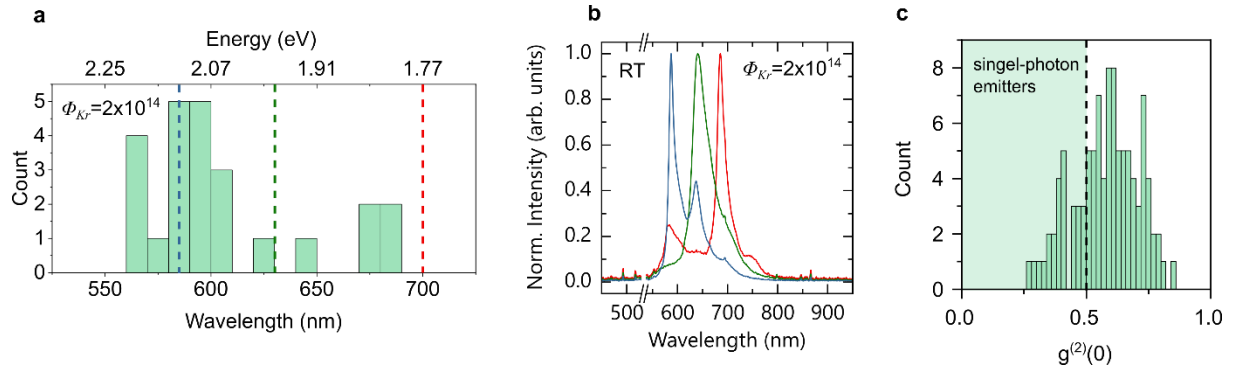 a
Energy (eV)
2.25 2.07 1.91 1.77
Φ_Kr=2x10^14
5
4
3
2
1
0
Count
550 600 650 700
Wavelength (nm)
b
RT
Φ_Kr=2x10^14
1.0
0.8
0.6
0.4
0.2
0.0
Norm. Intensity (arb. units)
500 600 700 800 900
Wavelength (nm)
c
singel-photon
emitters
8
6
4
2
0
Count
0.0 0.5 1.0
g^(2)(0)